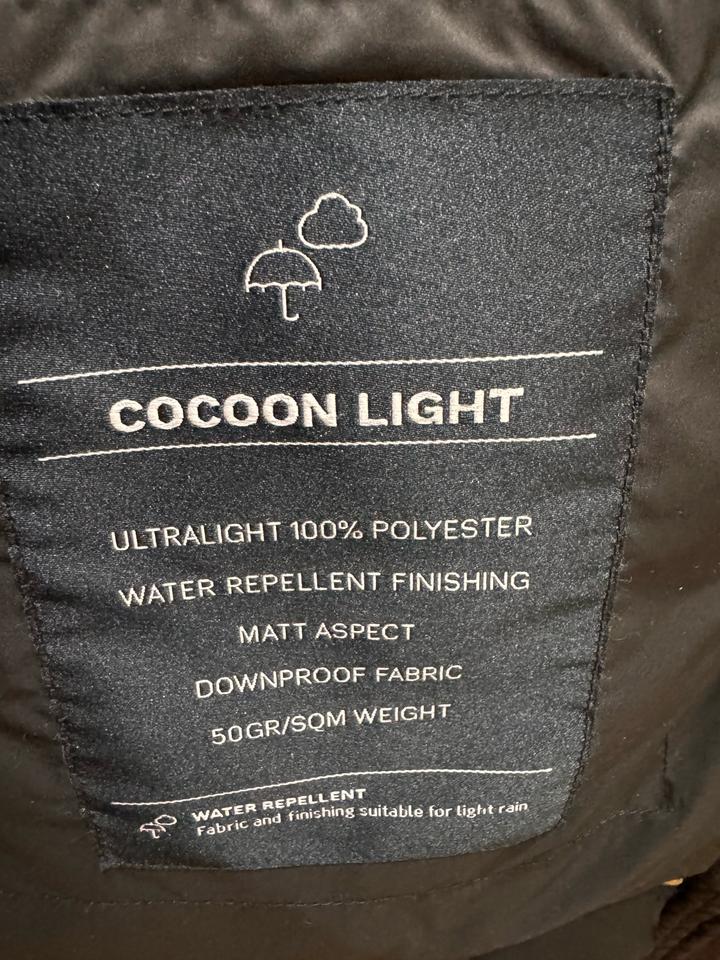 COCOON LIGHT
ULTRALIGHT 100% POLYESTER
WATER REPELLENT FINISHING
MATT ASPECT
DOWNPROOF FABRIC
50GR/SQM WEIGHT
WATER REPELLENT
Fabric and finishing suitable for light rain